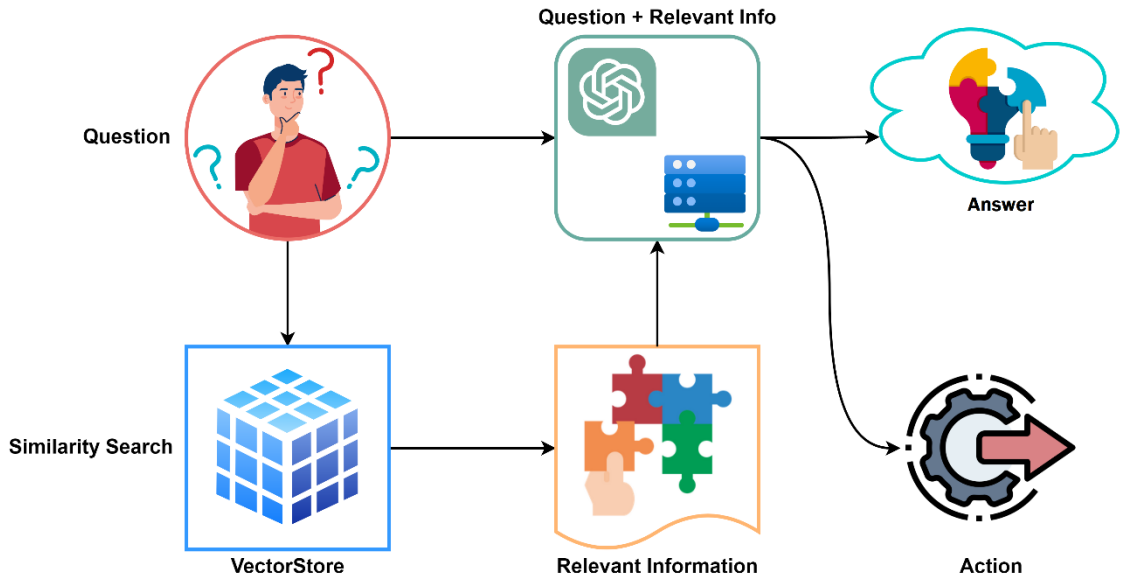 Question + Relevant Info
Question
Answer
Similarity Search
VectorStore
Relevant Information
Action